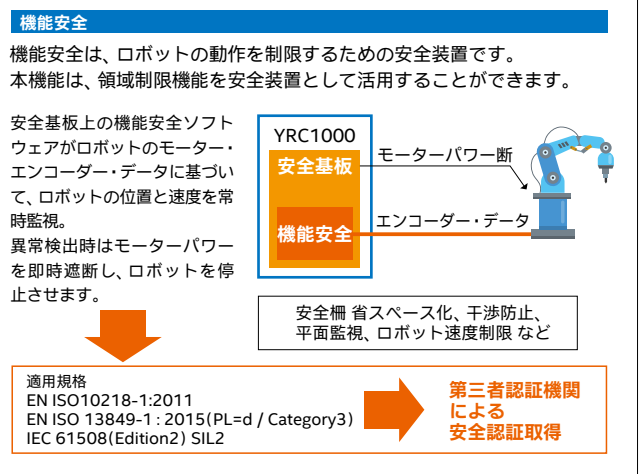 機能安全
機能安全は、ロボットの動作を制限するための安全装置です。
本機能は、領域制限機能を安全装置として活用することができます。
安全基板上の機能安全ソフト
ウェアがロボットのモーター・
エンコーダー・データに基づい
て、ロボットの位置と速度を常
時監視。
異常検出時はモーターパワー
を即時遮断し、ロボットを停
止させます。
YRC1000
安全基板
機能安全
モーターパワー断
エンコーダー・データ
安全柵 省スペース化、干渉防止、
平面監視、ロボット速度制限 など
適用規格
EN ISO10218-1:2011
EN ISO 13849-1 : 2015(PL=d / Category3)
IEC 61508(Edition2) SIL2
第三者認証機関
による
安全認証取得